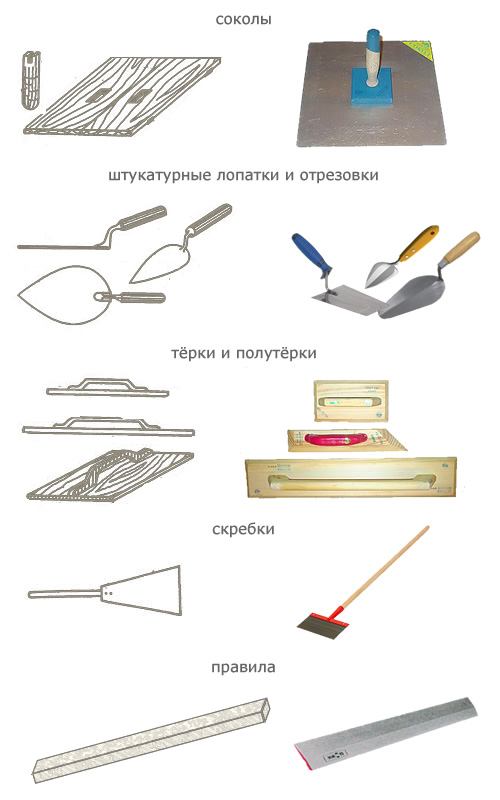 соколы
штукатурные лопатки и отрезовки
тёрки и полутёрки
скребки
правила